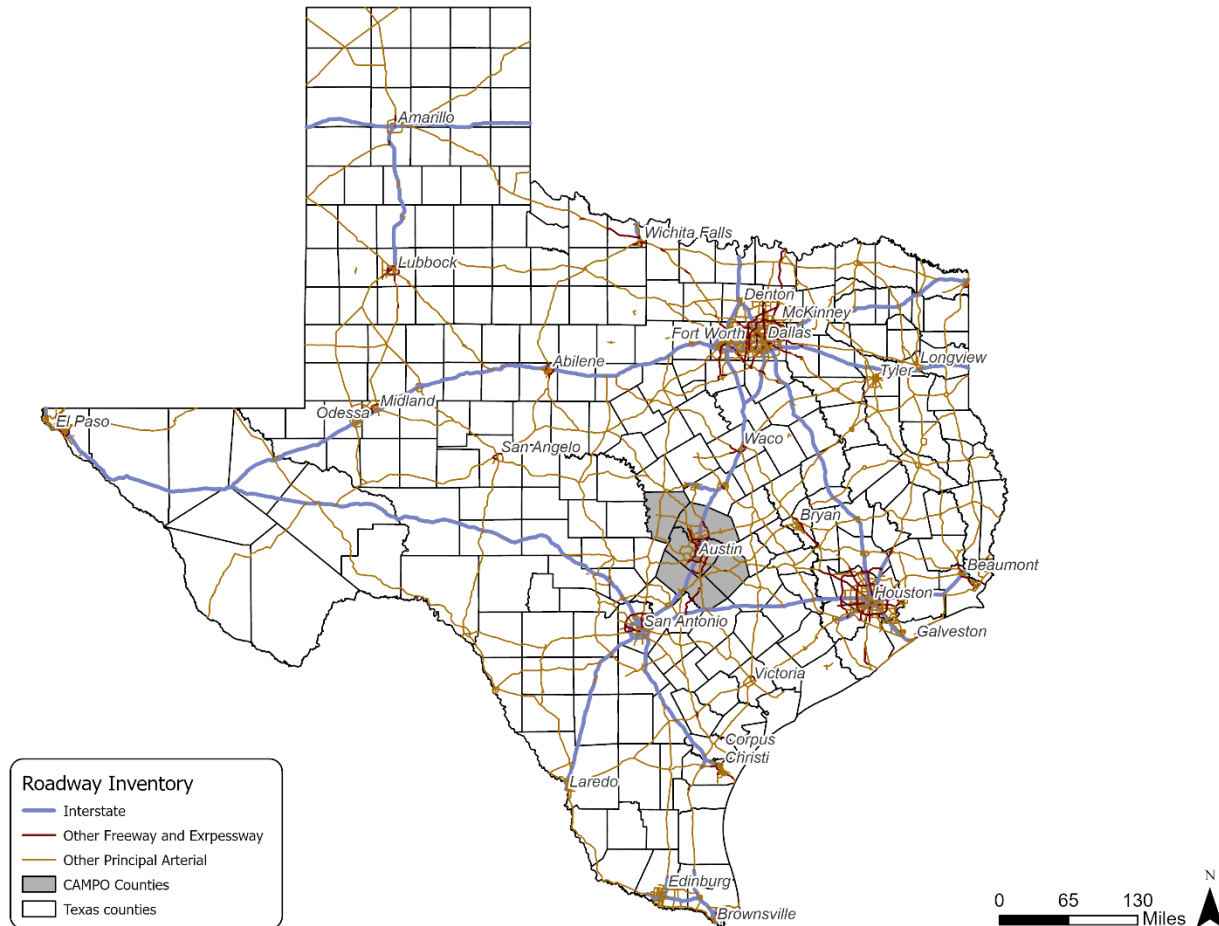 Amarillo
Lubbock
Wichita Falls
Denton
McKinney
Fort Worth
Dallas
Longview
Tyler
Abilene
Midland
Odessa
El Paso
San Angelo
Waco
Bryan
Austin
Beaumont
Houston
San Antonio
Galveston
Victoria
Corpus
Christi
Laredo
Edinburg
Brownsville
Roadway Inventory
Interstate
Other Freeway and Exrpessway
Other Principal Arterial
CAMPO Counties
Texas counties
N
0 65 130
Miles